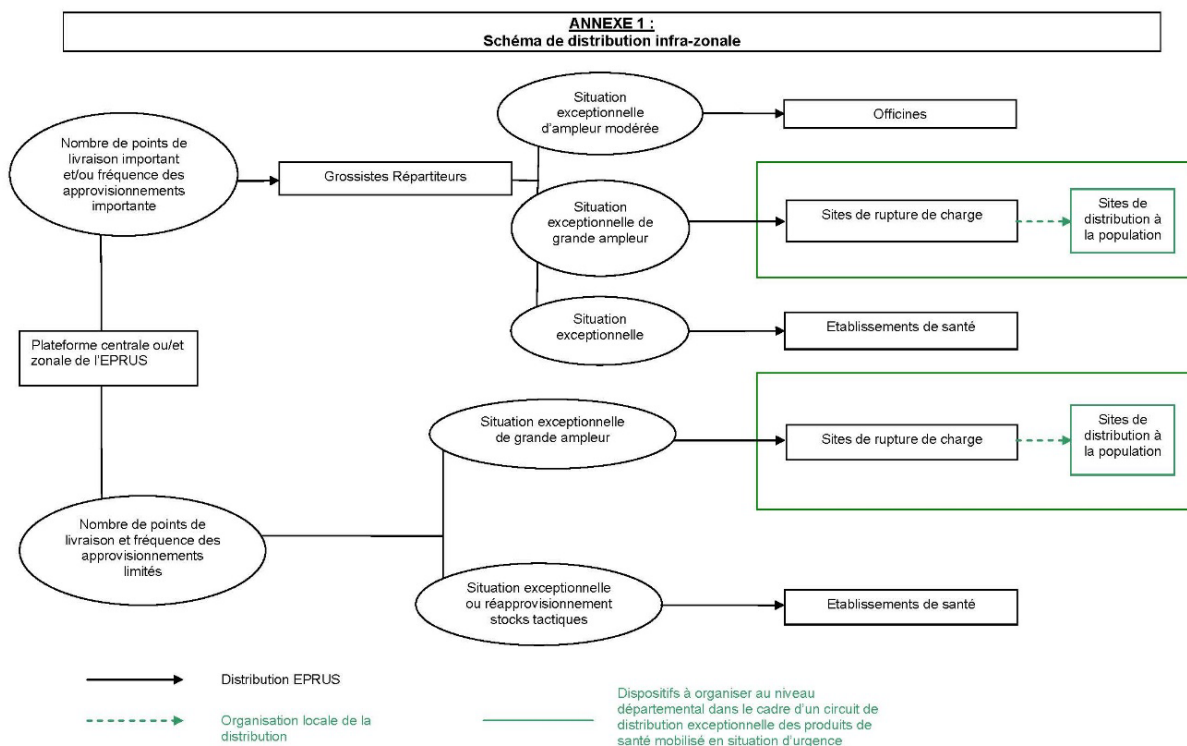 ANNEXE 1 :
Schéma de distribution infra-zonale
Situation
exceptionnelle
d'ampleur modérée
Officines
Nombre de points de
livraison important
et/ou fréquence des
approvisionnements
importante
Grossistes Répartiteurs
Situation
exceptionnelle de
grande ampleur
Sites de rupture de charge
Sites de
distribution à
la population
Situation
exceptionnelle
Etablissements de santé
Plateforme centrale ou/et
zonale de l'EPRUS
Situation exceptionnelle
de grande ampleur
Sites de rupture de charge
Sites de
distribution à
la population
Nombre de points de
livraison et fréquence des
approvisionnements
limités
Situation exceptionnelle
ou réapprovisionnement
stocks tactiques
Etablissements de santé
Distribution EPRUS
Organisation locale de la
distribution
Dispositifs à organiser au niveau
départemental dans le cadre d'un circuit de
distribution exceptionnelle des produits de
santé mobilisé en situation d'urgence